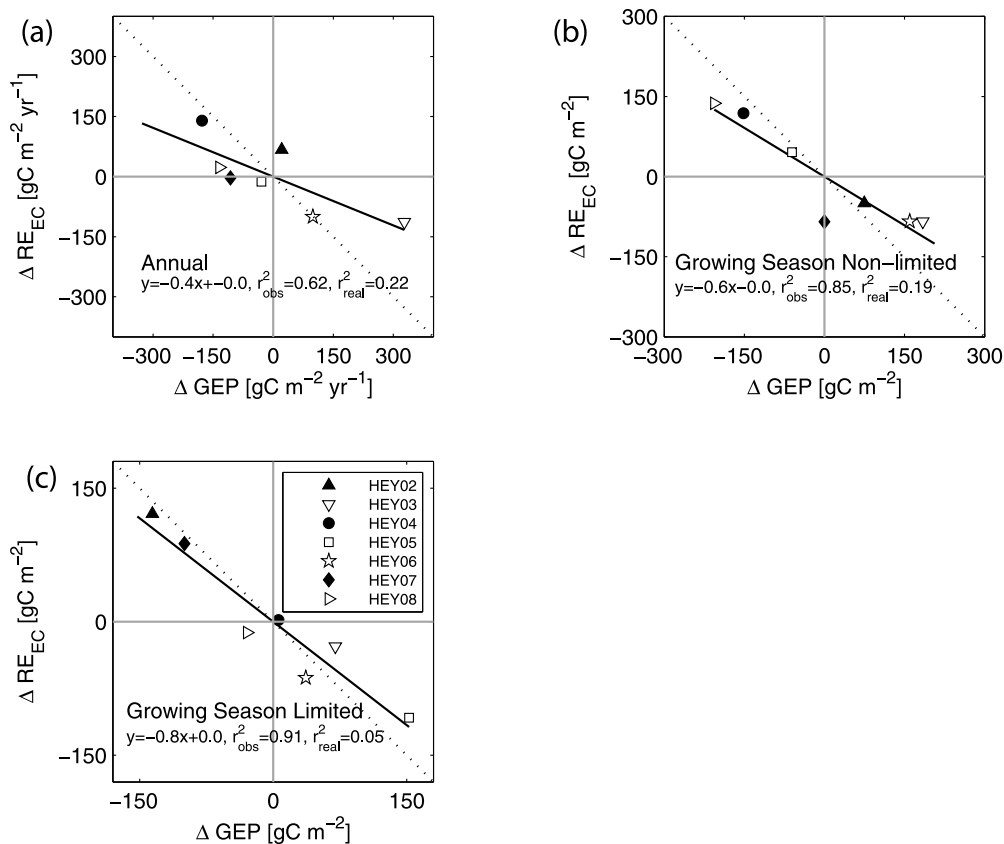 (a)
300
150
0
−150
−300
Δ RE_EC [gC m⁻² yr⁻¹]
Annual
y=−0.4x+−0.0, r²_obs=0.62, r²_real=0.22
−300 −150 0 150 300
Δ GEP [gC m⁻² yr⁻¹]
(b)
300
150
0
−150
−300
Δ RE_EC [gC m⁻²]
Growing Season Non−limited
y=−0.6x−0.0, r²_obs=0.85, r²_real=0.19
−300 −150 0 150 300
Δ GEP [gC m⁻²]
(c)
150
0
−150
Δ RE_EC [gC m⁻²]
HEY02
HEY03
HEY04
HEY05
HEY06
HEY07
HEY08
Growing Season Limited
y=−0.8x+0.0, r²_obs=0.91, r²_real=0.05
−150 0 150
Δ GEP [gC m⁻²]